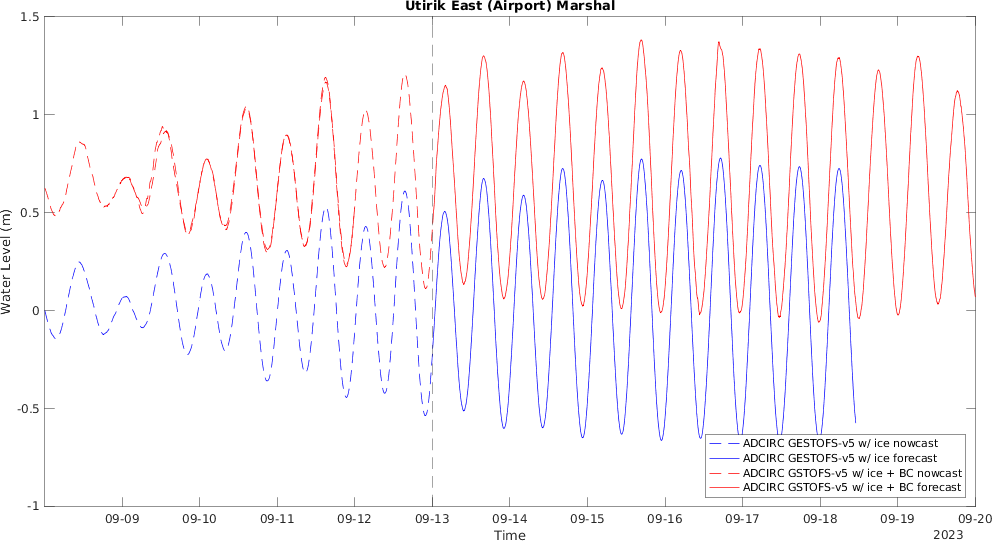 Utirik East (Airport) Marshal
1.5
1
0.5
0
-0.5
-1
Water Level (m)
ADCIRC GESTOFS-v5 w/ ice nowcast
ADCIRC GESTOFS-v5 w/ ice forecast
ADCIRC GSTOFS-v5 w/ ice + BC nowcast
ADCIRC GSTOFS-v5 w/ ice + BC forecast
09-09 09-10 09-11 09-12 09-13 09-14 09-15 09-16 09-17 09-18 09-19 09-20
Time
2023